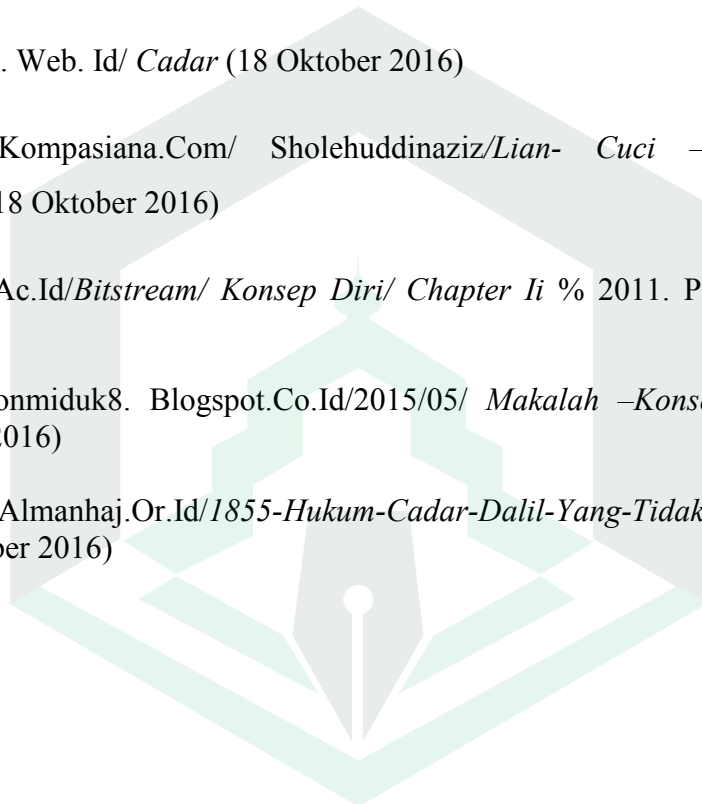 . Web. Id/ Cadar (18 Oktober 2016)
Kompasiana.Com/ Sholehuddinaziz/Lian- Cuci –
18 Oktober 2016)
Ac.Id/Bitstream/ Konsep Diri/ Chapter Ii % 2011. P
onmiduk8. Blogspot.Co.Id/2015/05/ Makalah –Konse
2016)
Almanhaj.Or.Id/1855-Hukum-Cadar-Dalil-Yang-Tidak
ber 2016)